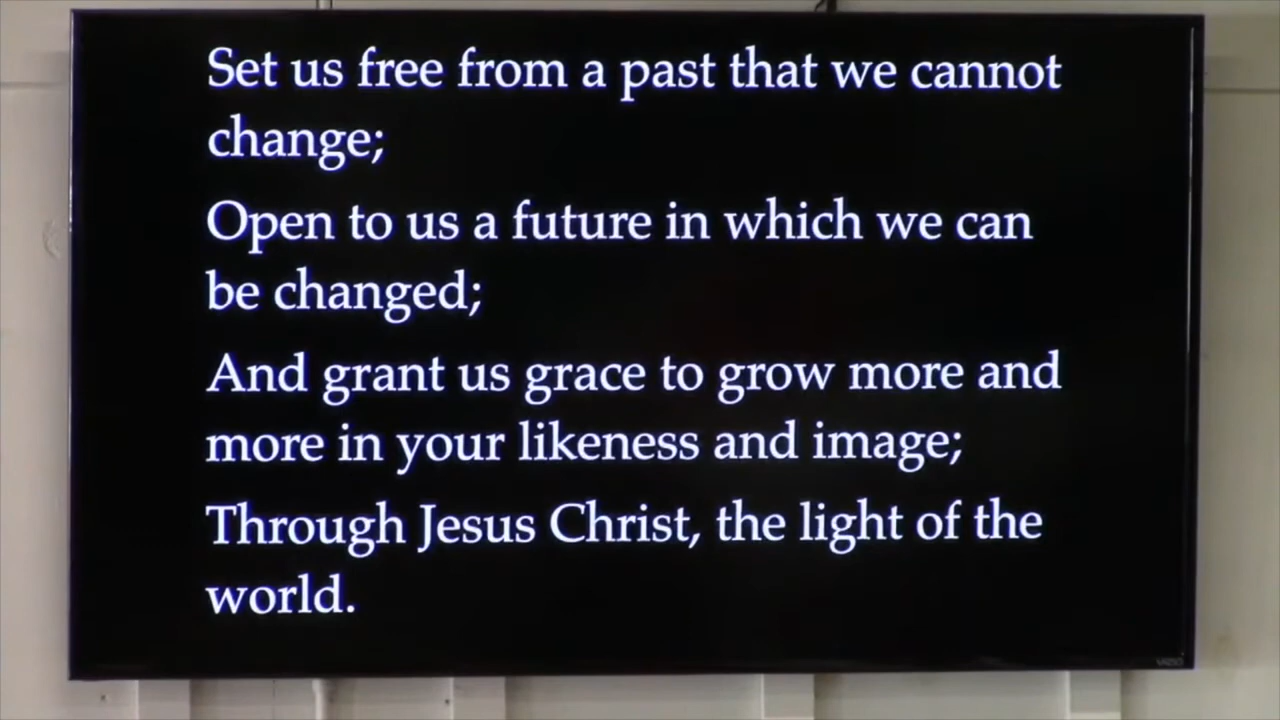 Set us free from a past that we cannot
change;
Open to us a future in which we can
be changed;
And grant us grace to grow more and
more in your likeness and image;
Through Jesus Christ, the light of the
world.
VIZIO